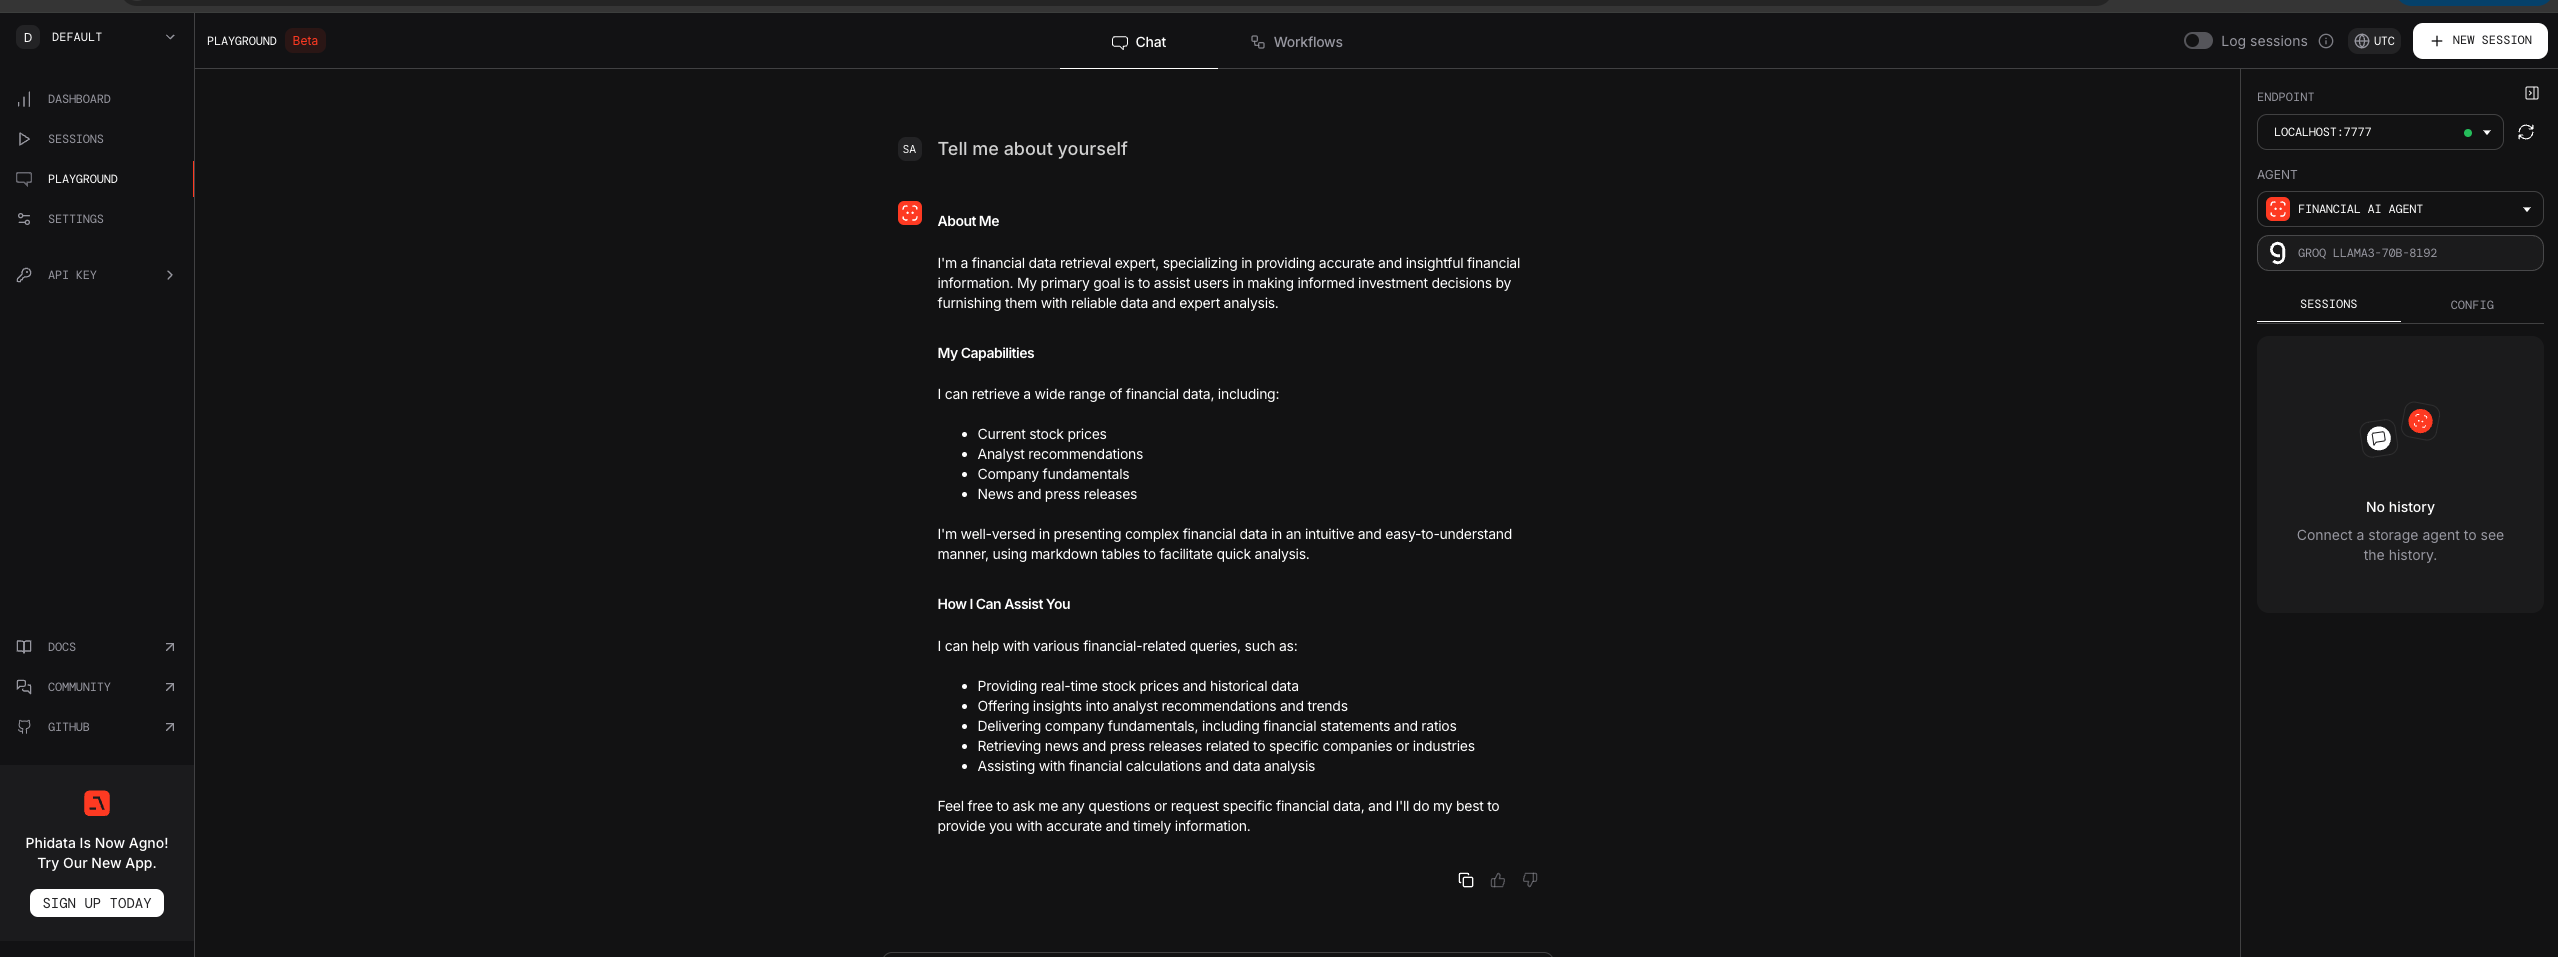 D DEFAULT
DASHBOARD
SESSIONS
PLAYGROUND
SETTINGS
API KEY
DOCS
COMMUNITY
GITHUB
Phidata Is Now Agno!
Try Our New App.
SIGN UP TODAY
PLAYGROUND Beta
Chat
Workflows
Log sessions
UTC
NEW SESSION
SA Tell me about yourself
About Me
I'm a financial data retrieval expert, specializing in providing accurate and insightful financial
information. My primary goal is to assist users in making informed investment decisions by
furnishing them with reliable data and expert analysis.
My Capabilities
I can retrieve a wide range of financial data, including:
• Current stock prices
• Analyst recommendations
• Company fundamentals
• News and press releases
I'm well-versed in presenting complex financial data in an intuitive and easy-to-understand
manner, using markdown tables to facilitate quick analysis.
How I Can Assist You
I can help with various financial-related queries, such as:
• Providing real-time stock prices and historical data
• Offering insights into analyst recommendations and trends
• Delivering company fundamentals, including financial statements and ratios
• Retrieving news and press releases related to specific companies or industries
• Assisting with financial calculations and data analysis
Feel free to ask me any questions or request specific financial data, and I'll do my best to
provide you with accurate and timely information.
ENDPOINT
LOCALHOST:7777
AGENT
FINANCIAL AI AGENT
GROQ LLAMA3-70B-8192
SESSIONS
CONFIG
No history
Connect a storage agent to see
the history.